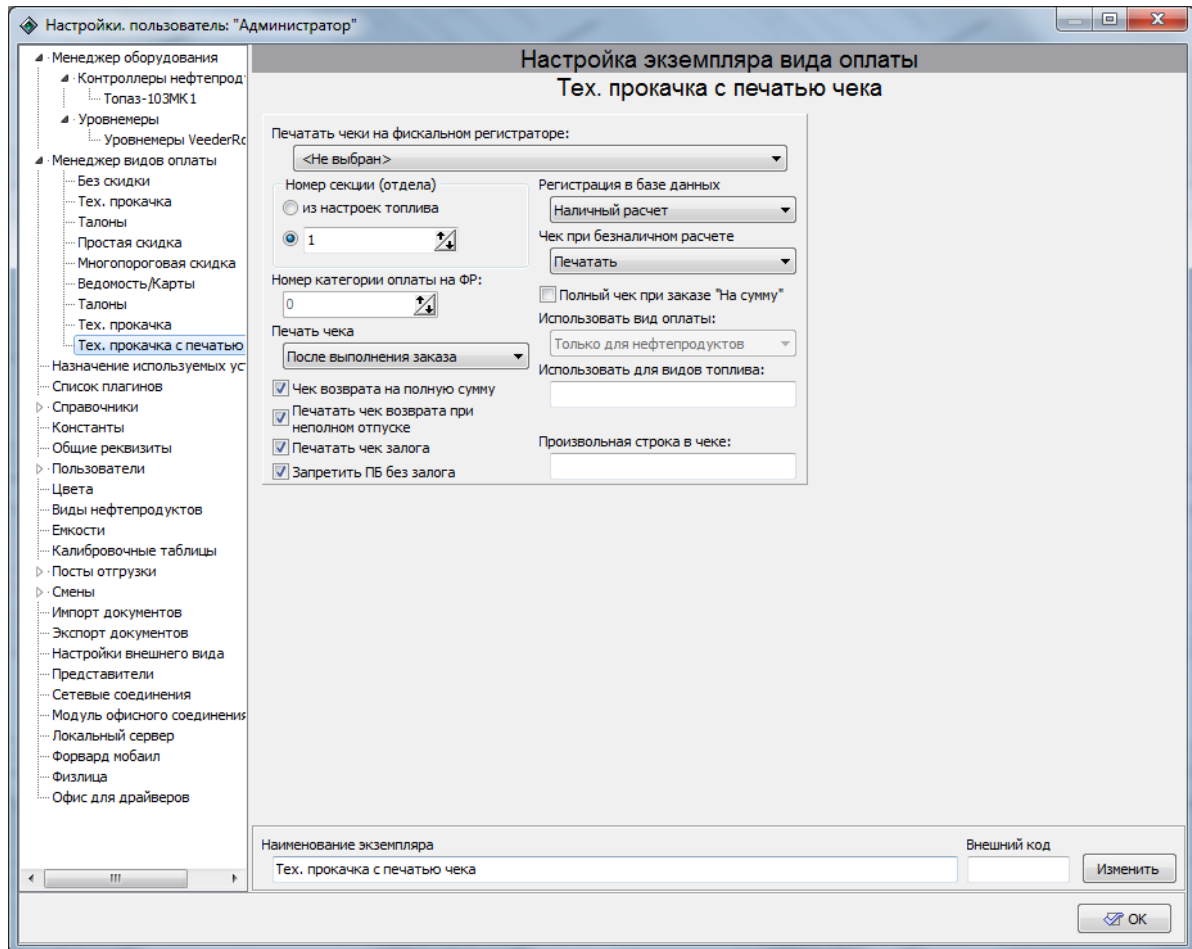 Настройки. пользователь: "Администратор"
Менеджер оборудования
Контроллеры нефтепрод
Топаз-103МК1
Уровнемеры
Уровнемеры VeederRo
Менеджер видов оплаты
Без скидки
Тех. прокачка
Талоны
Простая скидка
Многопороговая скидка
Ведомость/Карты
Талоны
Тех. прокачка
Тех. прокачка с печатью
Назначение используемых ус
Список плагинов
Справочники
Константы
Общие реквизиты
Пользователи
Цвета
Виды нефтепродуктов
Емкости
Калибровочные таблицы
Посты отгрузки
Смены
Импорт документов
Экспорт документов
Настройки внешнего вида
Представители
Сетевые соединения
Модуль офисного соединения
Локальный сервер
Форвард мобаил
Физлица
Офис для драйверов
Настройка экземпляра вида оплаты
Тех. прокачка с печатью чека
Печатать чеки на фискальном регистраторе:
<Не выбран>
Номер секции (отдела)
из настроек топлива
1
Номер категории оплаты на ФР:
0
Печать чека
После выполнения заказа
Чек возврата на полную сумму
Печатать чек возврата при
неполном отпуске
Печатать чек залога
Запретить ПБ без залога
Регистрация в базе данных
Наличный расчет
Чек при безналичном расчете
Печатать
Полный чек при заказе "На сумму"
Использовать вид оплаты:
Только для нефтепродуктов
Использовать для видов топлива:
Произвольная строка в чеке:
Наименование экземпляра
Внешний код
Тех. прокачка с печатью чека
Изменить
OK